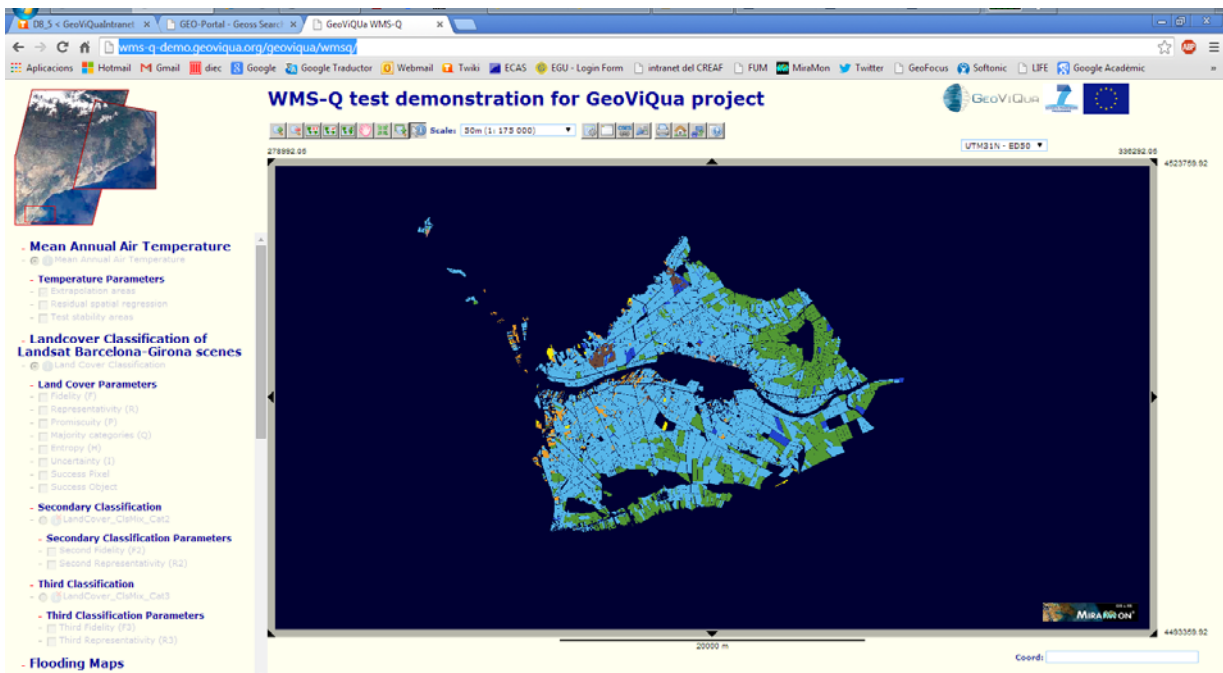 D8_5 < GeoViQuaIntranet
GEO-Portal - Geoss Search
GeoViQUa WMS-Q
wms-q-demo.geoviqua.org/geoviqua/wmsq/
Aplicacions Hotmail Gmail diec Google Google Traductor Webmail Twiki ECAS EGU - Login Form intranet del CREAF FUM MiraMon Twitter GeoFocus Softonic LIFE Google Acadèmic »
WMS-Q test demonstration for GeoViQua project
GEOVIQUA
Scale: 50m (1: 175 000)
UTM31N - ED50
278992.06
336292.06
4523759.92
- Mean Annual Air Temperature
- Mean Annual Air Temperature
- Temperature Parameters
- Extrapolation areas
- Residual spatial regression
- Test stability areas
- Landcover Classification of
Landsat Barcelona-Girona scenes
- Land Cover Classification
- Land Cover Parameters
- Fidelity (F)
- Representativity (R)
- Promiscuity (P)
- Majority categories (Q)
- Entropy (H)
- Uncertainty (I)
- Success Pixel
- Success Object
- Secondary Classification
- LandCover_ClsMix_Cat2
- Secondary Classification Parameters
- Second Fidelity (F2)
- Second Representativity (R2)
- Third Classification
- LandCover_ClsMix_Cat3
- Third Classification Parameters
- Third Fidelity (F3)
- Third Representativity (R3)
- Flooding Maps
MIRAMON
4493359.92
20000 m
Coord: